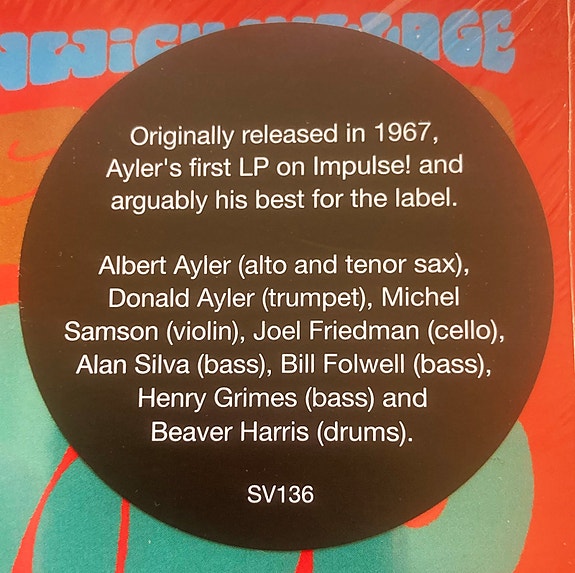 NWICH VILLAGE
Originally released in 1967,
Ayler's first LP on Impulse! and
arguably his best for the label.
Albert Ayler (alto and tenor sax),
Donald Ayler (trumpet), Michel
Samson (violin), Joel Friedman (cello),
Alan Silva (bass), Bill Folwell (bass),
Henry Grimes (bass) and
Beaver Harris (drums).
SV136